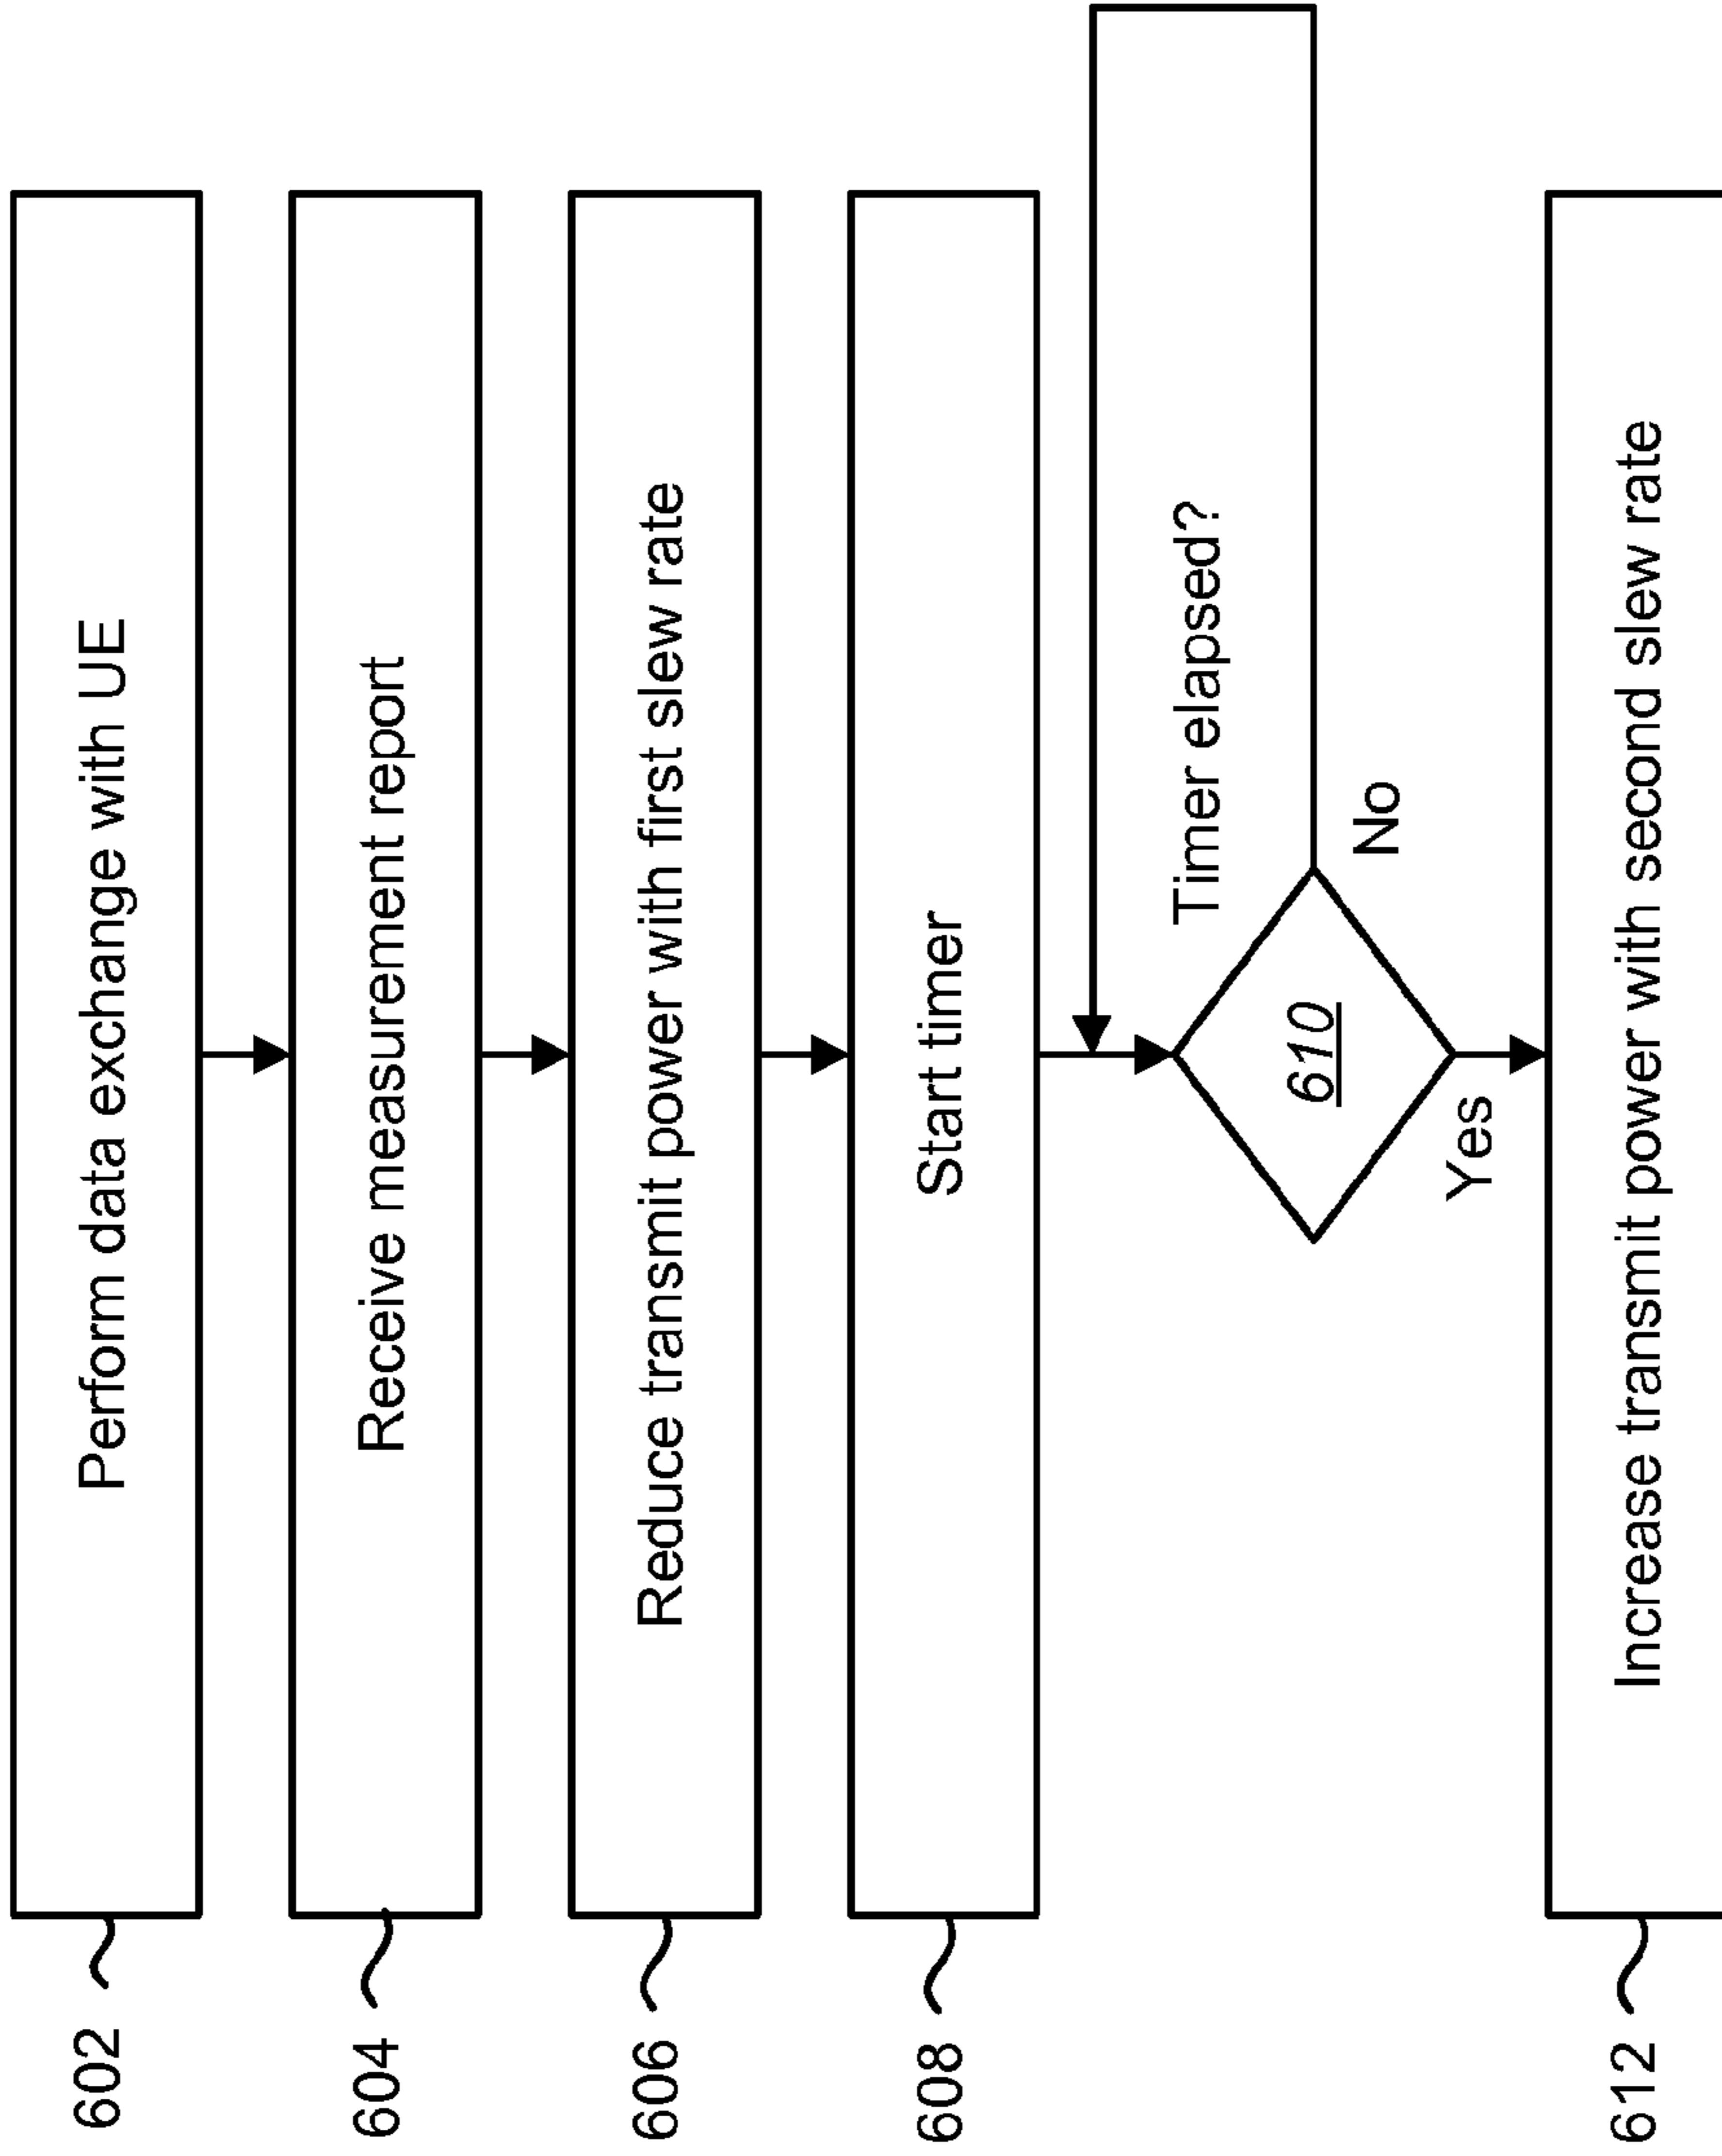 602
Perform data exchange with UE
604
Receive measurement report
606
Reduce transmit power with first slew rate
608
Start timer
Timer elapsed?
610
No
Yes
612
Increase transmit power with second slew rate